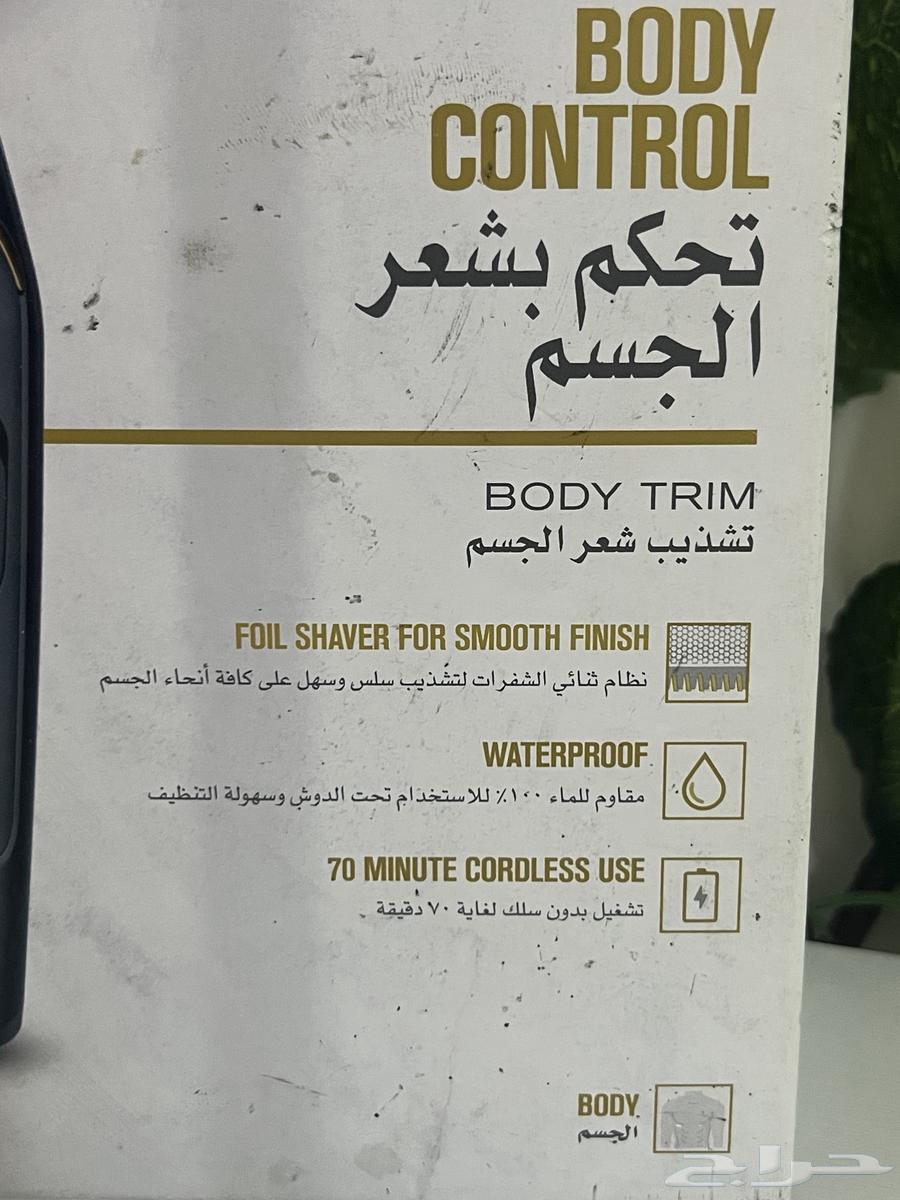 BODY
CONTROL
تحكم بشعر
الجسم
BODY TRIM
تشذيب شعر الجسم
FOIL SHAVER FOR SMOOTH FINISH
نظام ثنائي الشفرات لتشذيب سلس وسهل على كافة أنحاء الجسم
WATERPROOF
مقاوم للماء ١٠٠٪ للاستخدام تحت الدوش وسهولة التنظيف
70 MINUTE CORDLESS USE
تشغيل بدون سلك لغاية ٧٠ دقيقة
BODY
الجسم
حراج